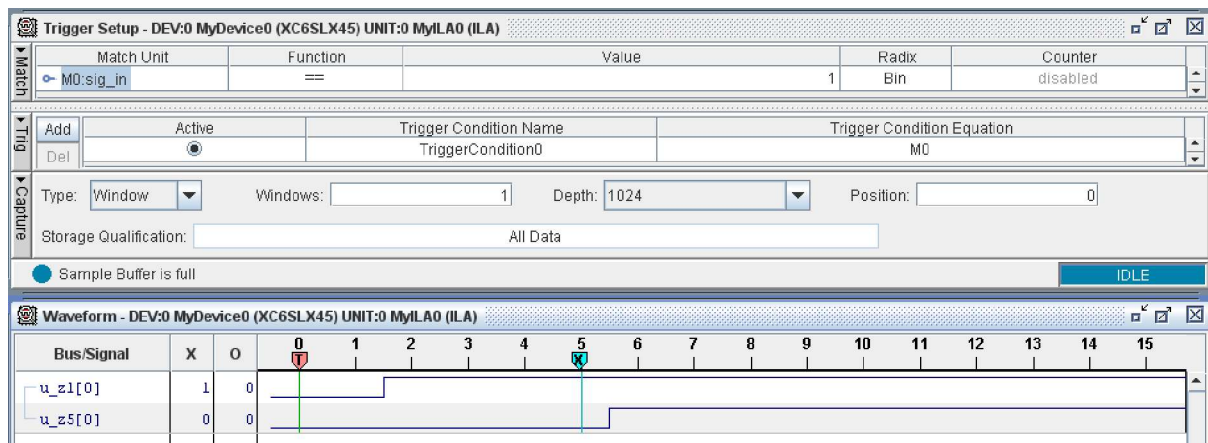 Trigger Setup - DEV:0 MyDevice0 (XC6SLX45) UNIT:0 MyILA0 (ILA)
Match
Match Unit Function Value Radix Counter
M0:sig_in == 1 Bin disabled
Trig
Add Active Trigger Condition Name Trigger Condition Equation
Del TriggerCondition0 M0
Capture
Type: Window Windows: 1 Depth: 1024 Position: 0
Storage Qualification: All Data
Sample Buffer is full IDLE
Waveform - DEV:0 MyDevice0 (XC6SLX45) UNIT:0 MyILA0 (ILA)
Bus/Signal X O 0 1 2 3 4 5 6 7 8 9 10 11 12 13 14 15
T X
u_z1[0] 1 0
u_z5[0] 0 0